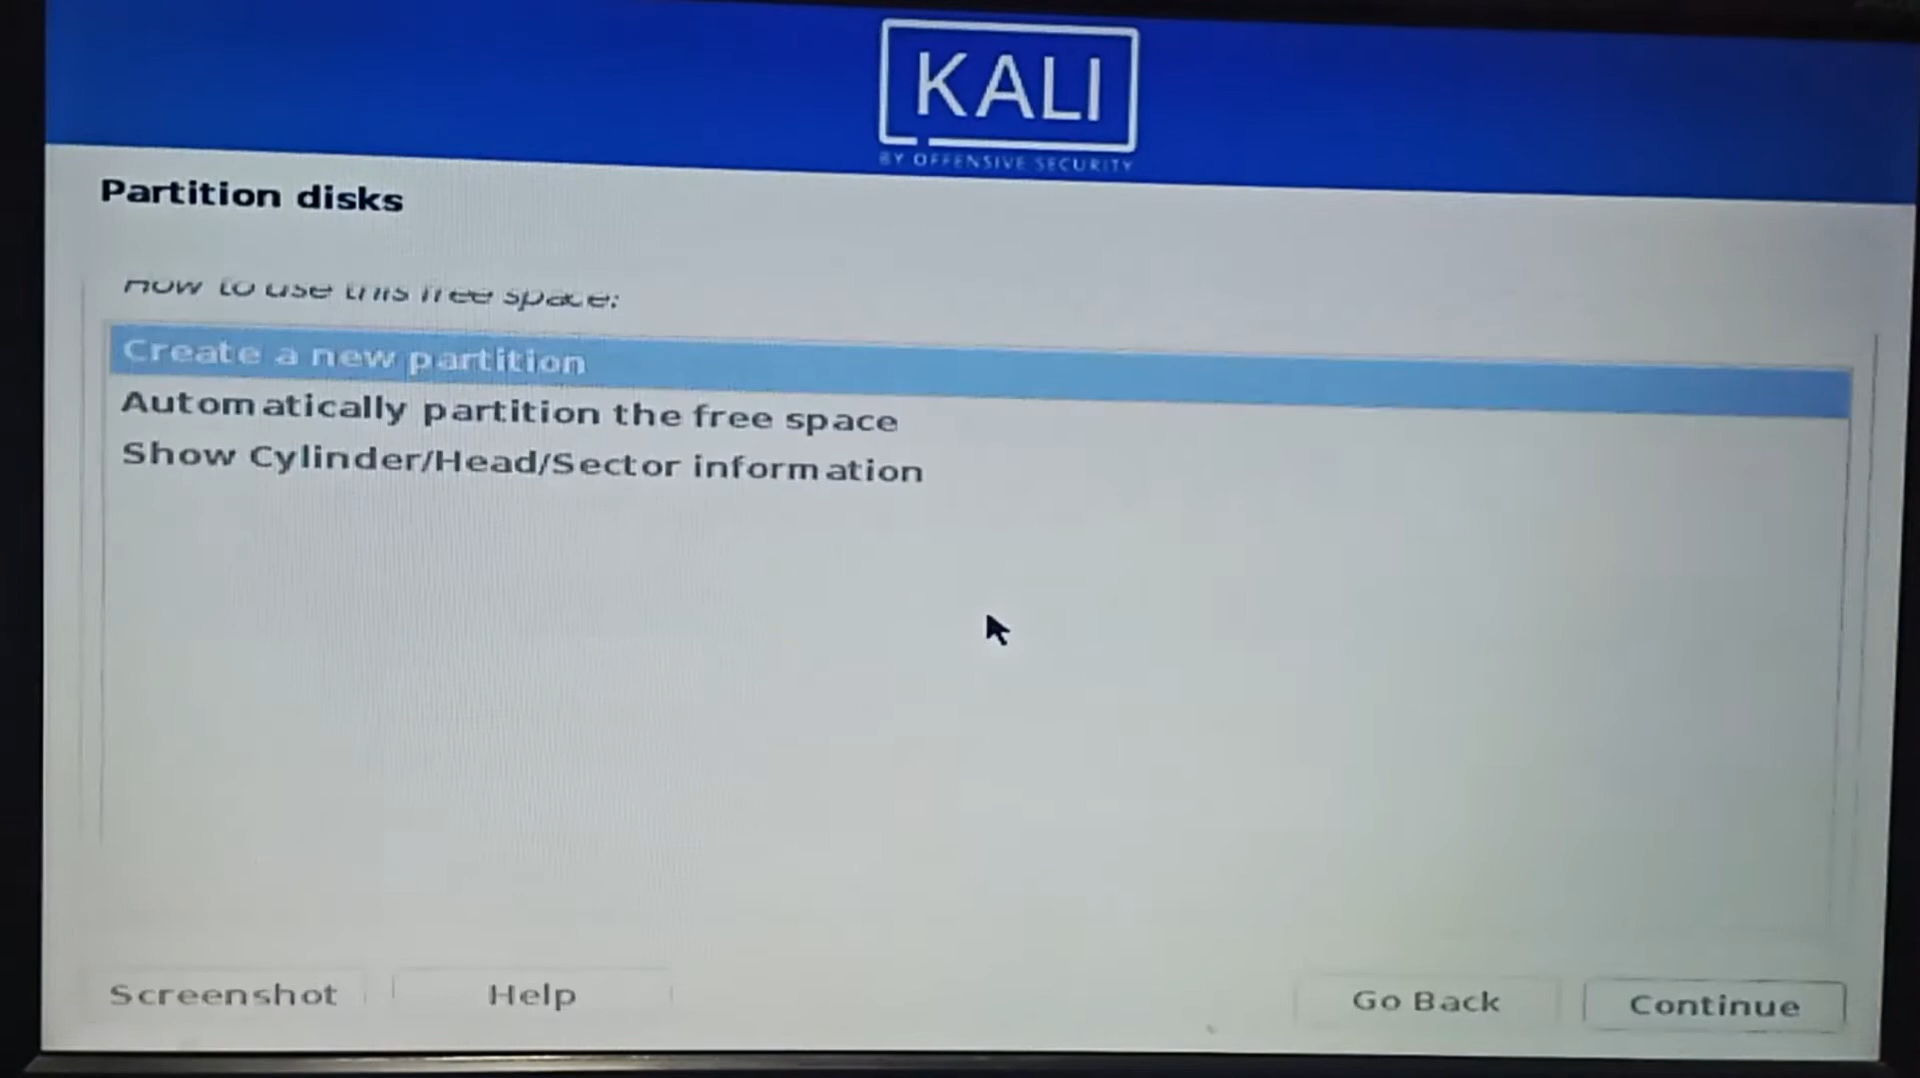 KALI
BY OFFENSIVE SECURITY
Partition disks
How to use this free space:
Create a new partition
Automatically partition the free space
Show Cylinder/Head/Sector information
Screenshot
Help
Go Back
Continue